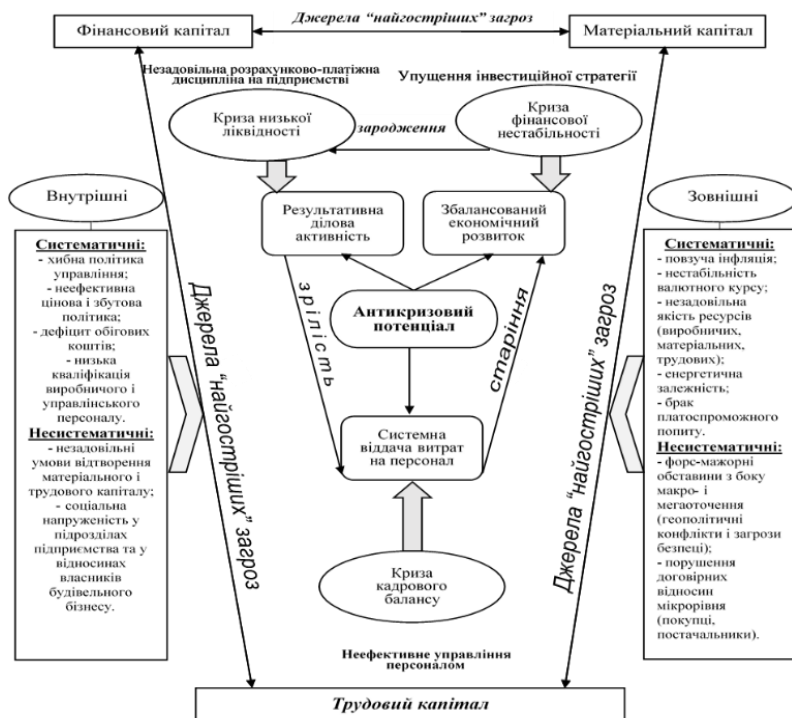 Джерела “найгостріших” загроз
Фінансовий капітал
Матеріальний капітал
Незадовільна розрахунково-платіжна
дисципліна на підприємстві
Упущення інвестиційної стратегії
Криза низької
ліквідності
зародження
Криза
фінансової
нестабільності
Внутрішні
Результативна
ділова
активність
Збалансований
економічний
розвиток
Зовнішні
Систематичні:
- хибна політика
управління;
- неефективна
цінова і збутова
політика;
- дефіцит обігових
коштів;
- низька
кваліфікація
виробничого і
управлінського
персоналу.
Несистематичні:
- незадовільні
умови відтворення
матеріального і
трудового капіталу;
- соціальна
напруженість у
підрозділах
підприємства та у
відносинах
власників
будівельного
бізнесу.
Джерела “найгостріших” загроз
зрілість
Антикризовий
потенціал
старіння
Системна
віддача витрат
на персонал
Криза
кадрового
балансу
Джерела “найгостріших” загроз
Систематичні:
- повзуча інфляція;
- нестабільність
валютного курсу;
- незадовільна
якість ресурсів
(виробничих,
матеріальних,
трудових);
- енергетична
залежність;
- брак
платоспроможного
попиту.
Несистематичні:
- форс-мажорні
обставини з боку
макро- і
мегаоточення
(геополітичні
конфлікти і загрози
безпеці);
- порушення
договірних
відносин
мікрорівня
(покупці,
постачальники).
Неефективне управління
персоналом
Трудовий капітал